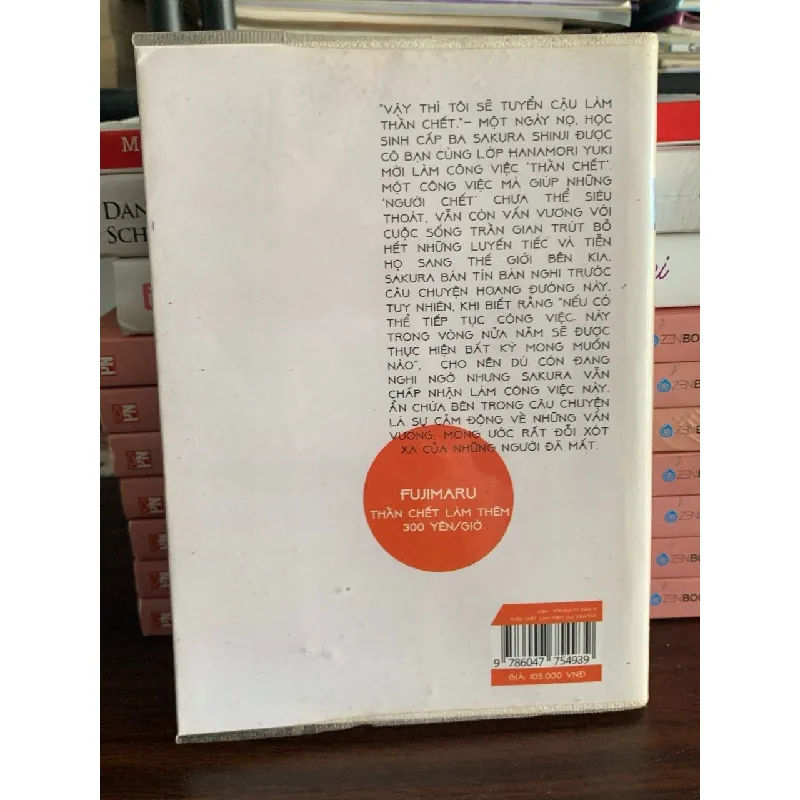 "VẬY THÌ TÔI SẼ TUYỂN CẬU LÀM
THẦN CHẾT."- MỘT NGÀY NỌ, HỌC
SINH CẤP BA SAKURA SHINJI ĐƯỢC
CÔ BẠN CÙNG LỚP HANAMORI YUKI
MỜI LÀM CÔNG VIỆC "THẦN CHẾT".
MỘT CÔNG VIỆC MÀ GIÚP NHỮNG
"NGƯỜI CHẾT" CHƯA THỂ SIÊU
THOÁT, VẪN CÒN VẤN VƯƠNG VỚI
CUỘC SỐNG TRẦN GIAN TRÚT BỎ
HẾT NHỮNG LUYẾN TIẾC VÀ TIỄN
HỌ SANG THẾ GIỚI BÊN KIA.
SAKURA BÁN TÍN BÁN NGHI TRƯỚC
CÂU CHUYỆN HOANG ĐƯỜNG NÀY.
TUY NHIÊN, KHI BIẾT RẰNG "NẾU CÓ
THỂ TIẾP TỤC CÔNG VIỆC NÀY
TRONG VÒNG NỬA NĂM SẼ ĐƯỢC
THỰC HIỆN BẤT KỲ MONG MUỐN
NÀO", CHO NÊN DÙ CÒN ĐANG
NGHI NGỜ NHƯNG SAKURA VẪN
CHẤP NHẬN LÀM CÔNG VIỆC NÀY.
ẨN CHỨA BÊN TRONG CÂU CHUYỆN
LÀ SỰ CẢM ĐỘNG VỀ NHỮNG VẤN
VƯƠNG, MONG ƯỚC RẤT ĐỖI XÓT
XA CỦA NHỮNG NGƯỜI ĐÃ MẤT.
FUJIMARU
THẦN CHẾT LÀM THÊM
300 YÊN/GIỜ
9 786047 754939
GIÁ: 105.000 VNĐ
DAN
SCH
ZENBOO
ZENBO
ZENBO
ZENBO
ZENBO
ZENBOO